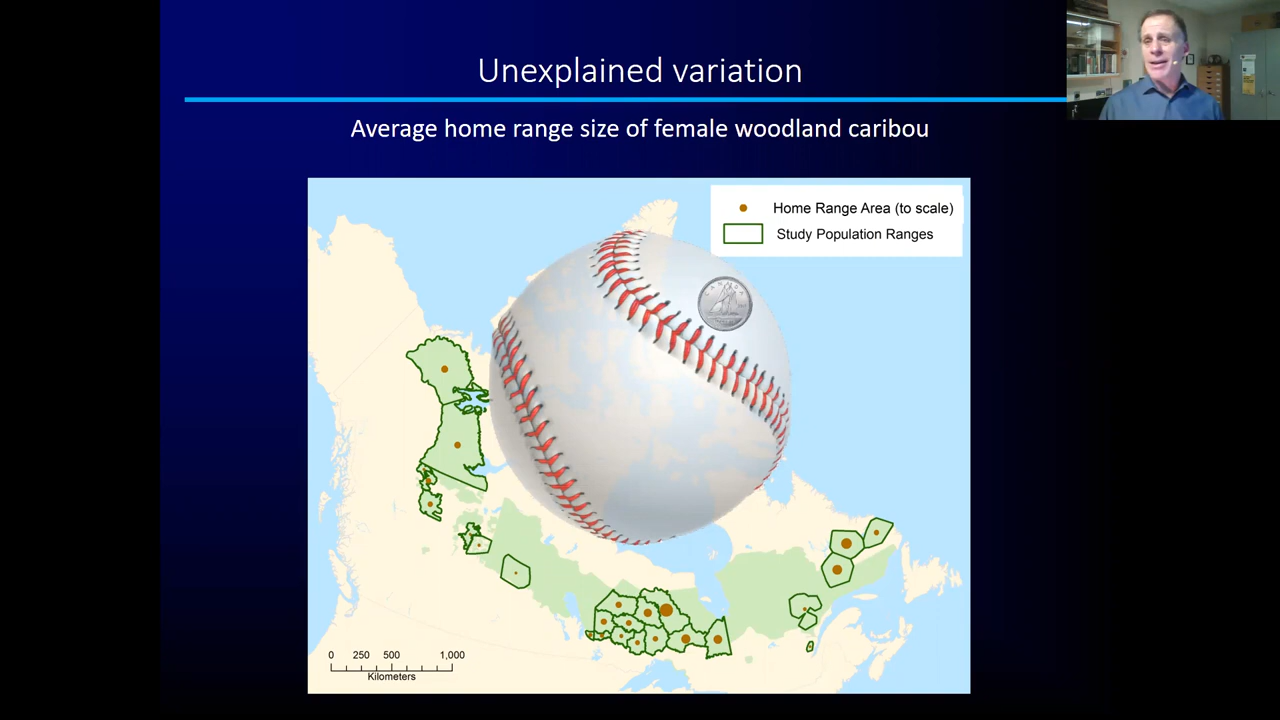 Unexplained variation
Average home range size of female woodland caribou
Home Range Area (to scale)
Study Population Ranges
CANADA
0 250 500 1,000
Kilometers